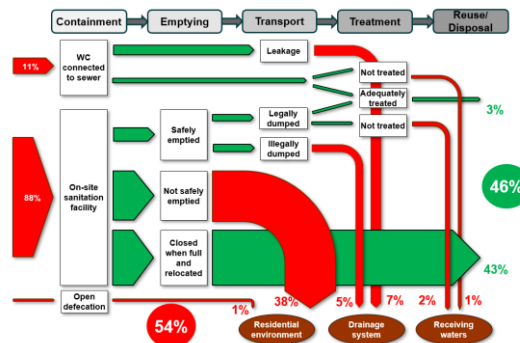 Containment
Emptying
Transport
Treatment
Reuse/
Disposal
WC
connected
to sewer
Leakage
11%
Not treated
Adequately
treated
3%
Legally
dumped
Not treated
Safely
emptied
Illegally
dumped
46%
On-site
sanitation
facility
88%
Not safely
emptied
Closed
when full
and
relocated
43%
Open
defecation
54%
1%
38%
5%
7%
2%
1%
Residential
environment
Drainage
system
Receiving
waters